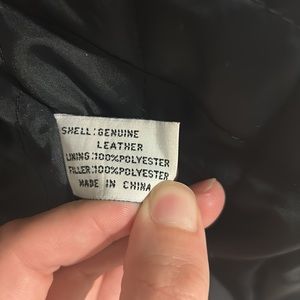 SHELL:GENUINE
LEATHER
LINING:100%POLYESTER
FILLER:100%POLYESTER
MADE IN CHINA